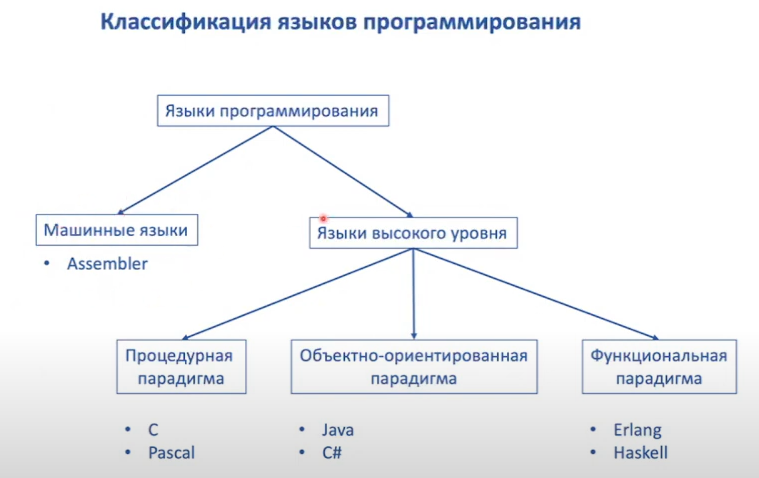 Классификация языков программирования
Языки программирования
Машинные языки
• Assembler
Языки высокого уровня
Процедурная
парадигма
• C
• Pascal
Объектно-ориентированная
парадигма
• Java
• C#
Функциональная
парадигма
• Erlang
• Haskell